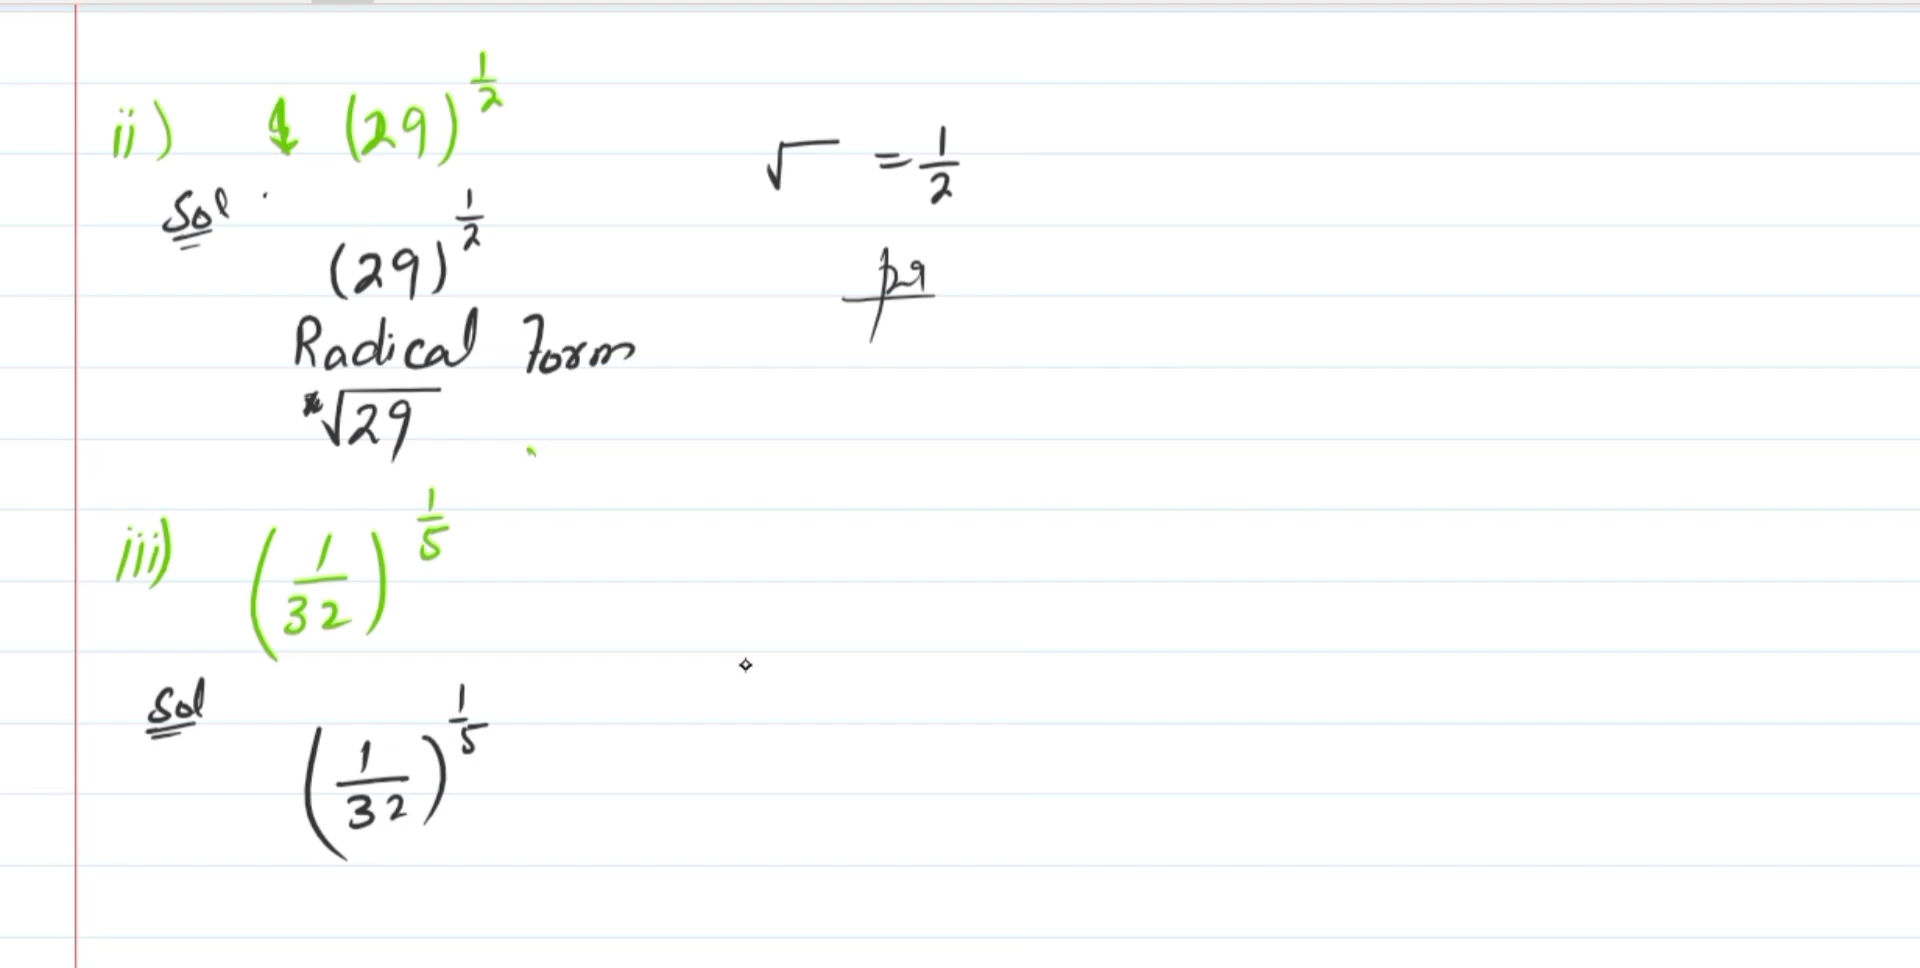 ii) (29)^{1/2}
Sol.
(29)^{1/2}
Radical Form
√29
√ = 1/2
iii) (1/32)^{1/5}
Sol
(1/32)^{1/5}